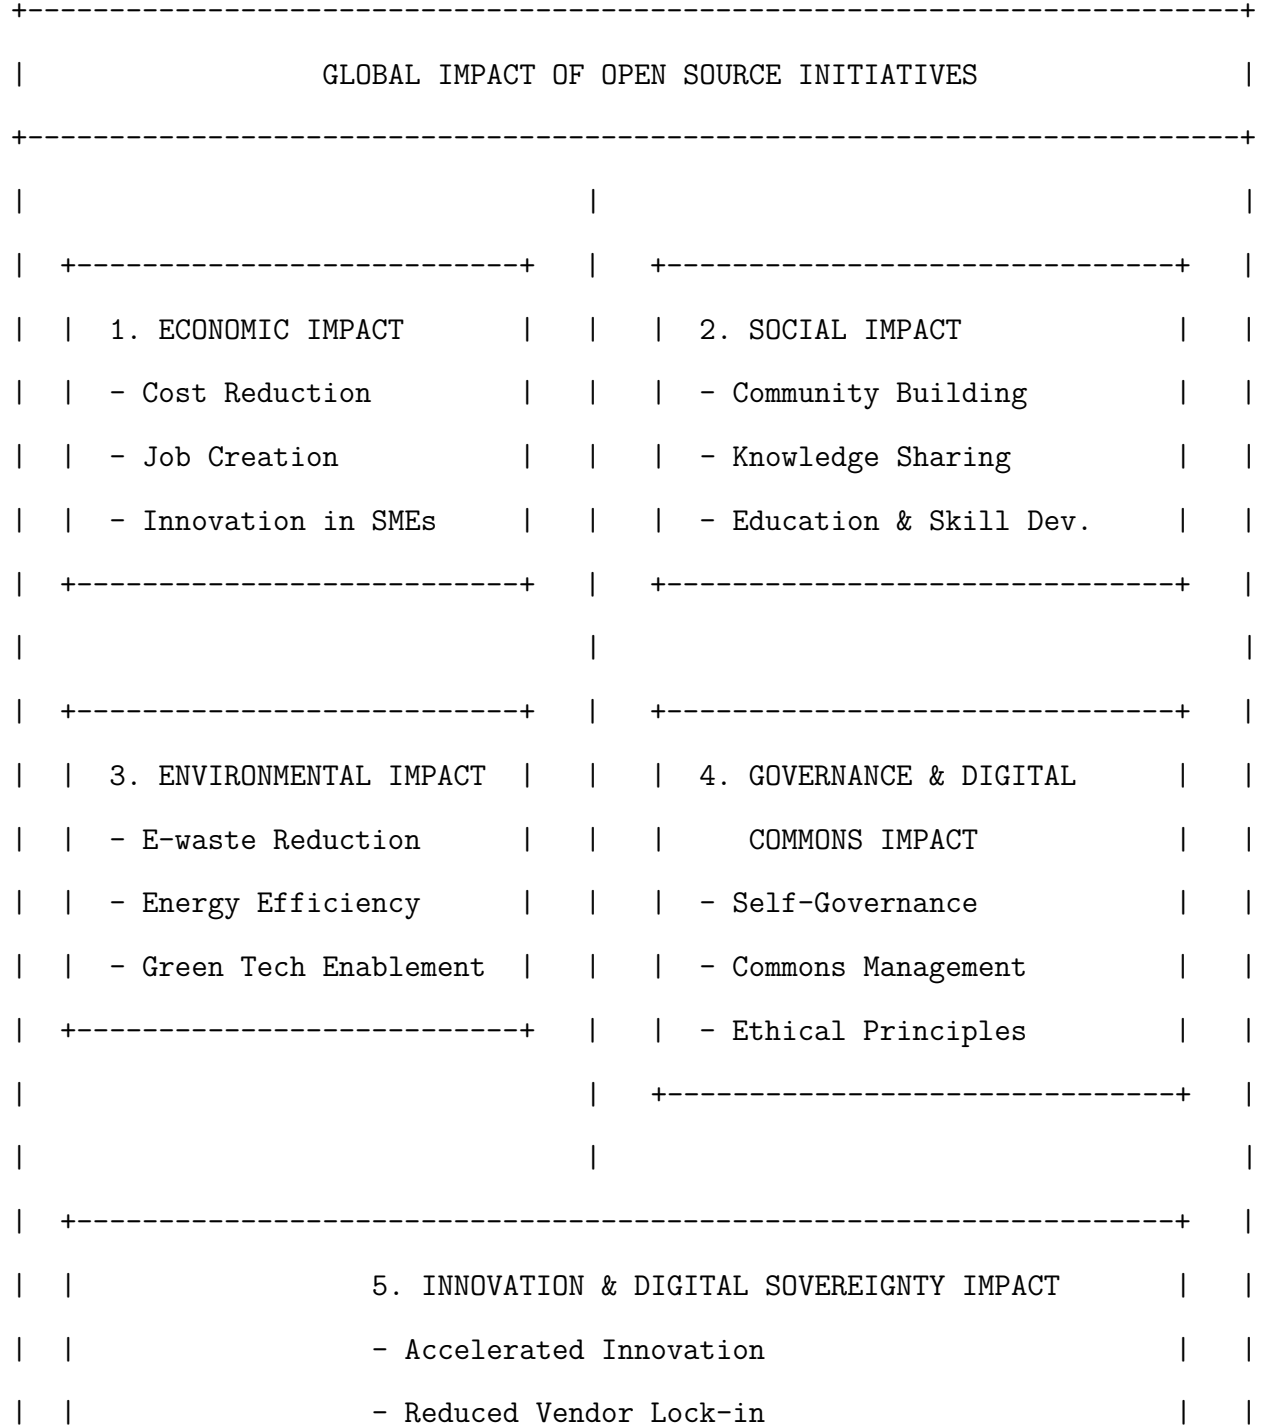 +--------------------------------------------------------------------------+
|                  GLOBAL IMPACT OF OPEN SOURCE INITIATIVES                |
+--------------------------------------------------------------------------+
|                                  |                                       |
|  +---------------------------+   |   +-------------------------------+   |
|  |  1. ECONOMIC IMPACT       |   |   |  2. SOCIAL IMPACT             |   |
|  |  - Cost Reduction         |   |   |  - Community Building         |   |
|  |  - Job Creation           |   |   |  - Knowledge Sharing          |   |
|  |  - Innovation in SMEs     |   |   |  - Education & Skill Dev.     |   |
|  +---------------------------+   |   +-------------------------------+   |
|                                  |                                       |
|  +---------------------------+   |   +-------------------------------+   |
|  |  3. ENVIRONMENTAL IMPACT  |   |   |  4. GOVERNANCE & DIGITAL      |   |
|  |  - E-waste Reduction      |   |   |     COMMONS IMPACT            |   |
|  |  - Energy Efficiency      |   |   |  - Self-Governance            |   |
|  |  - Green Tech Enablement  |   |   |  - Commons Management         |   |
|  +---------------------------+   |   |  - Ethical Principles         |   |
|                                  |   +-------------------------------+   |
|                                  |                                       |
|  +-------------------------------------------------------------------+   |
|  |                  5. INNOVATION & DIGITAL SOVEREIGNTY IMPACT       |   |
|  |                  - Accelerated Innovation                         |   |
|  |                  - Reduced Vendor Lock-in                         |   |